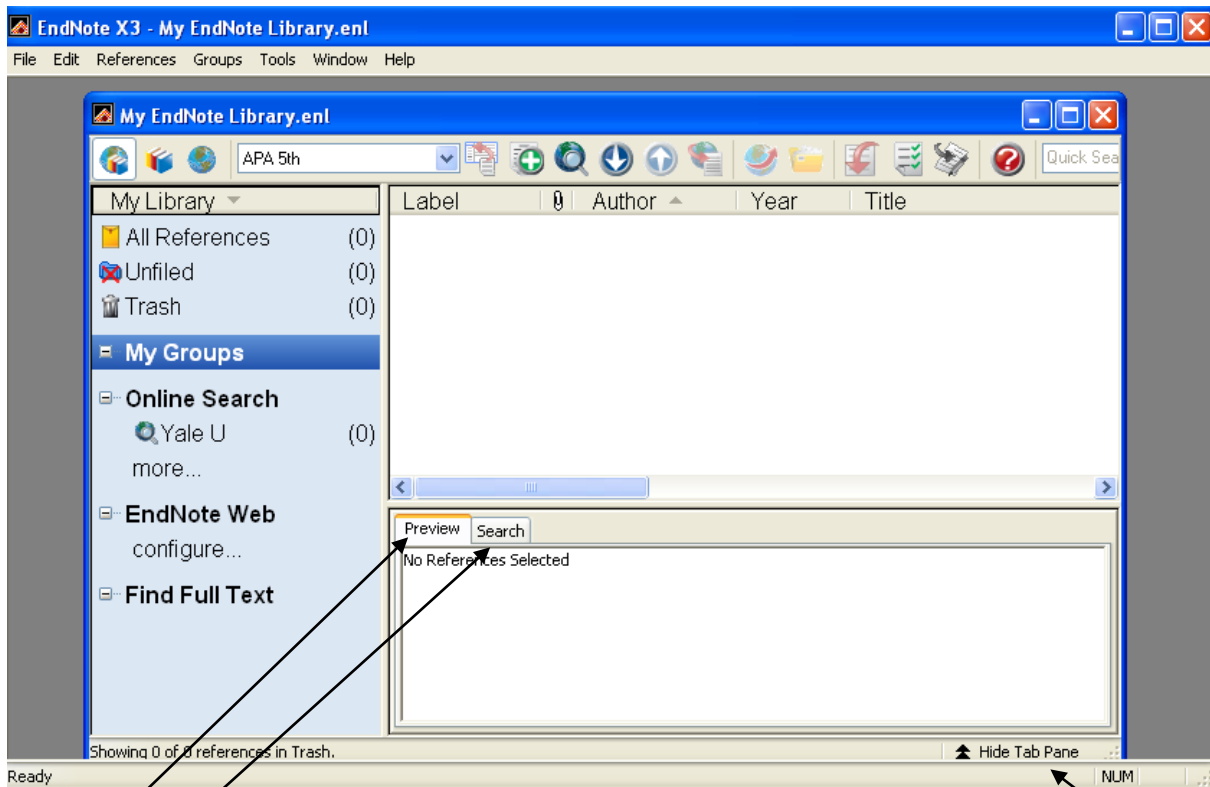 EndNote X3 - My EndNote Library.enl
File Edit References Groups Tools Window Help
My EndNote Library.enl
APA 5th
Quick Sea
My Library
Label Author Year Title
All References (0)
Unfiled (0)
Trash (0)
My Groups
Online Search
Yale U (0)
more...
EndNote Web
configure...
Find Full Text
Preview Search
No References Selected
Showing 0 of 0 references in Trash.
Hide Tab Pane
Ready
NUM